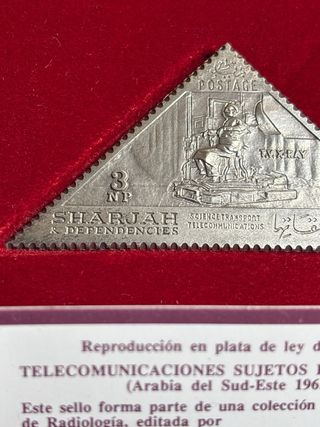 POSTAGE
T.V. X-RAY
3
NP
SHARJAH
& DEPENDENCIES
SCIENCE TRANSPORT
TELECOMMUNICATIONS
Reproducción en plata de ley d
TELECOMUNICACIONES SUJETOS
(Arabia del Sud-Este 196
Este sello forma parte de una colección
de Radiología, editada por